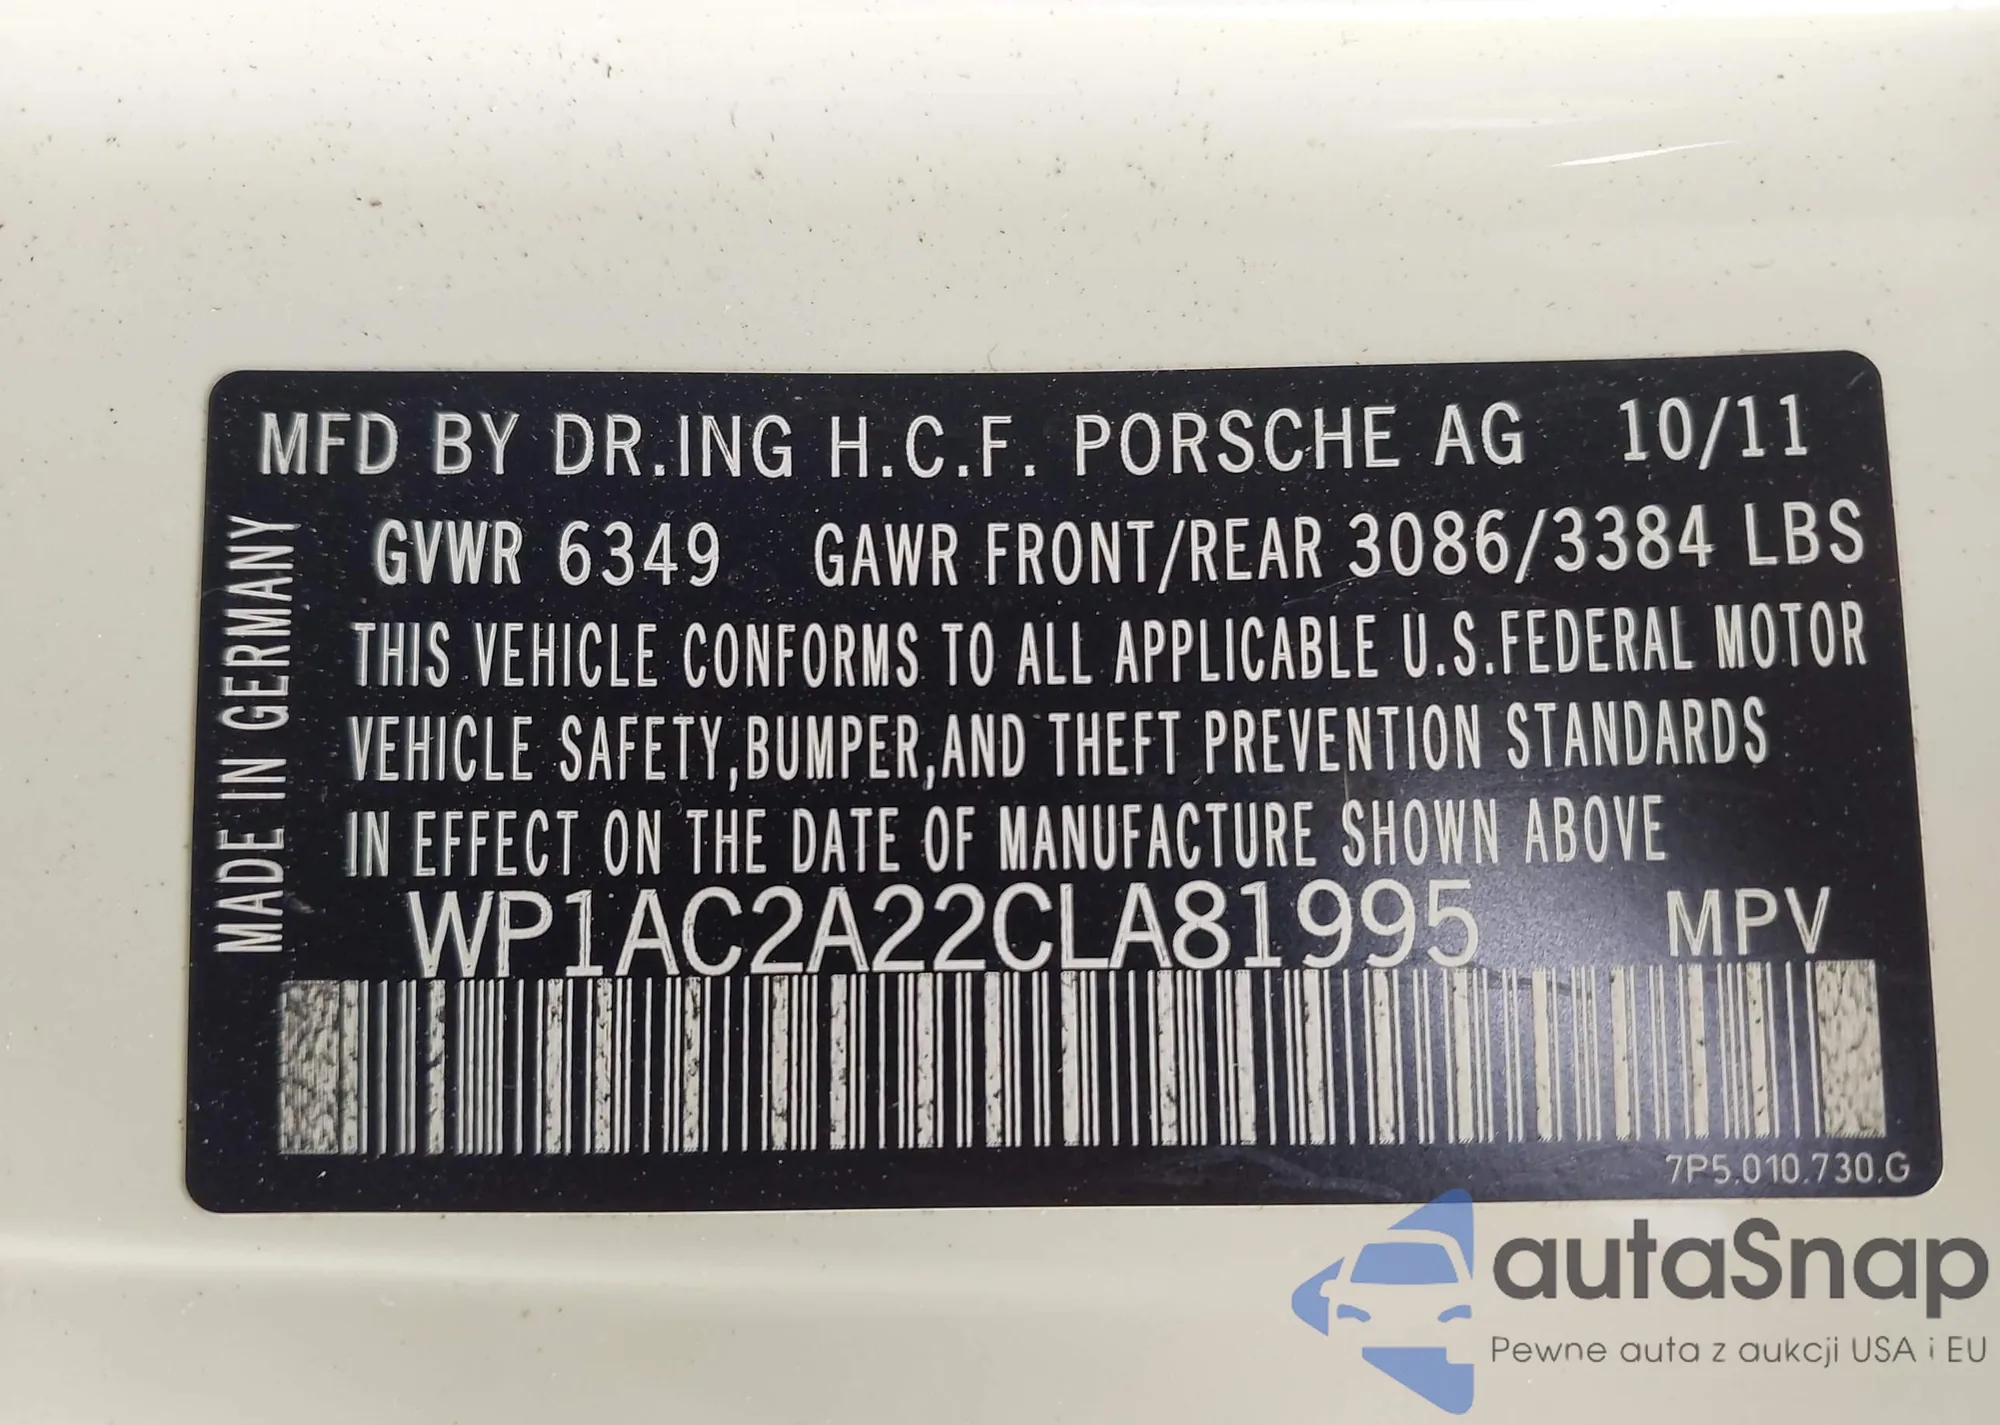 MFD BY DR.ING H.C.F. PORSCHE AG 10/11
GVWR 6349 GAWR FRONT/REAR 3086/3384 LBS
THIS VEHICLE CONFORMS TO ALL APPLICABLE U.S.FEDERAL MOTOR
VEHICLE SAFETY,BUMPER,AND THEFT PREVENTION STANDARDS
IN EFFECT ON THE DATE OF MANUFACTURE SHOWN ABOVE
WP1AC2A22CLA81995 MPV
MADE IN GERMANY
7P5.010.730.G
autaSnap
Pewne auta z aukcji USA i EU